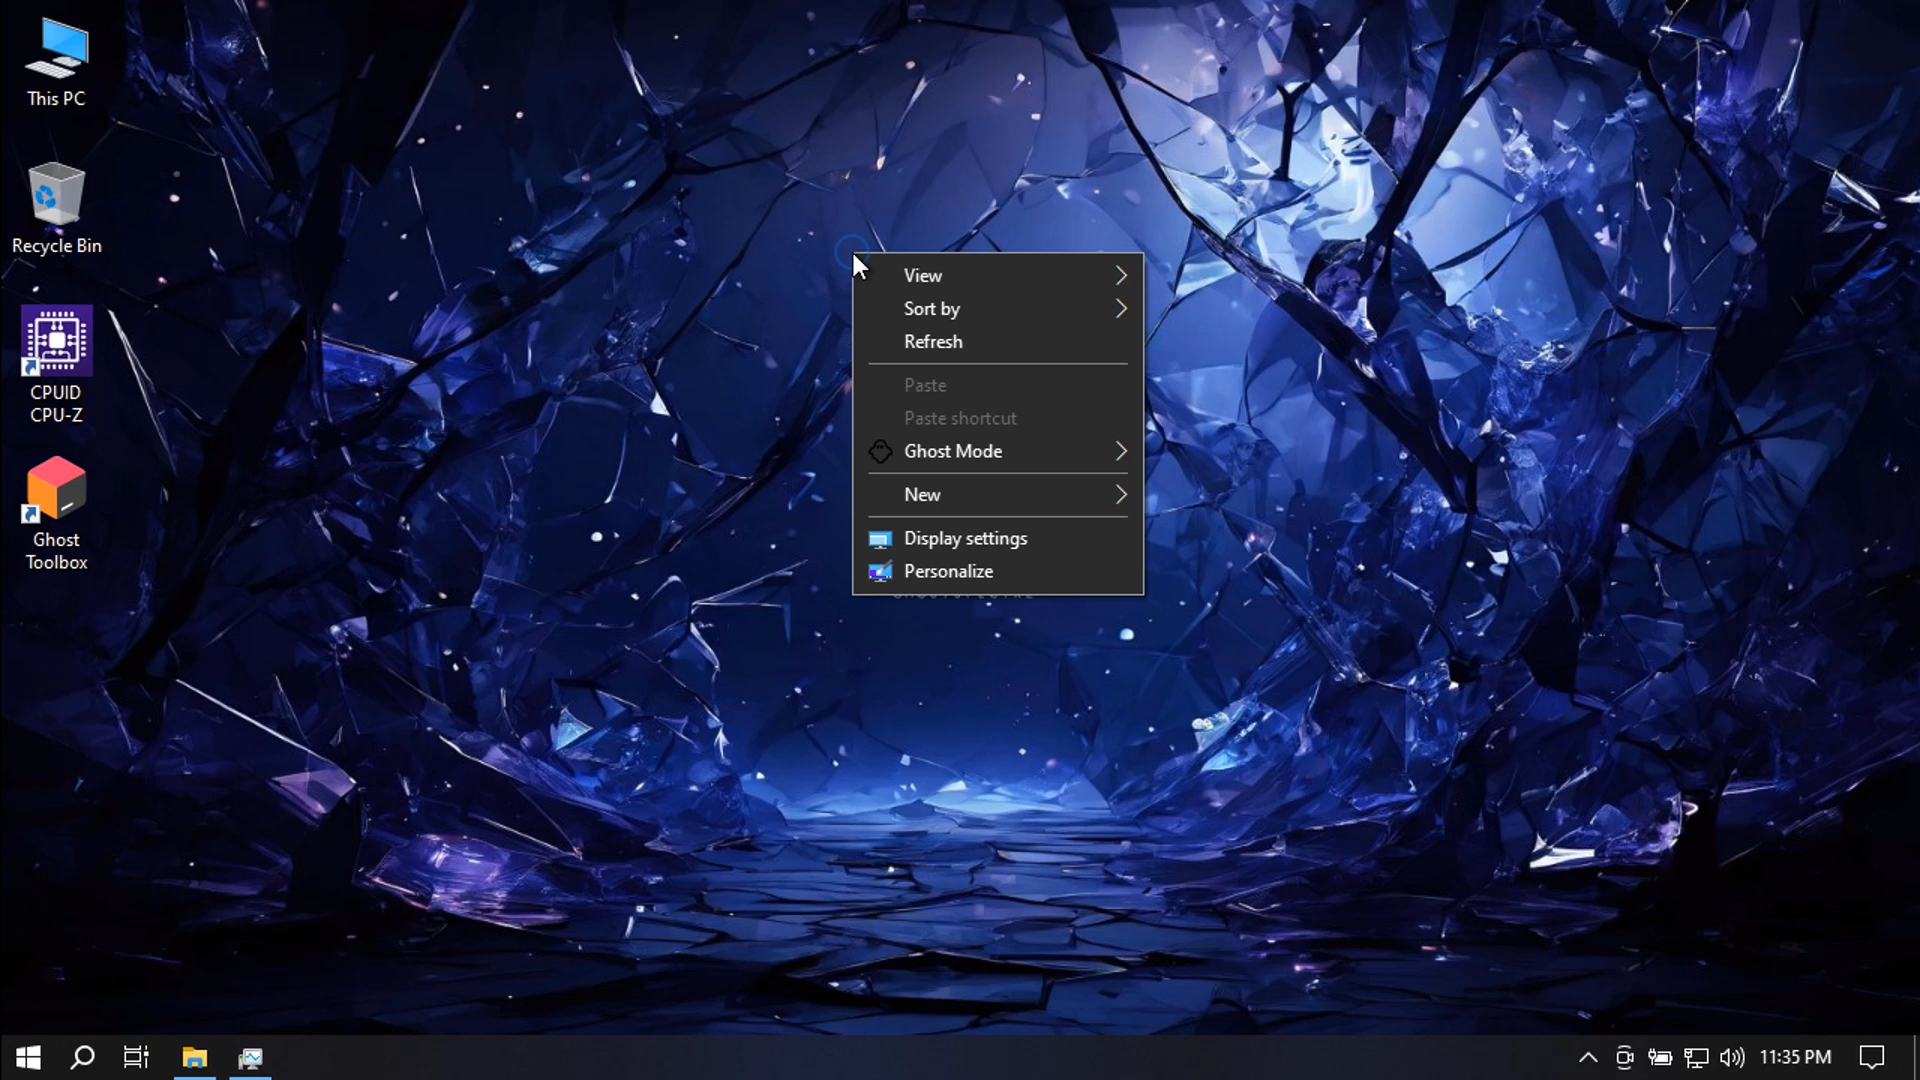 This PC
Recycle Bin
CPUID
CPU-Z
Ghost
Toolbox
View
Sort by
Refresh
Paste
Paste shortcut
Ghost Mode
New
Display settings
Personalize
11:35 PM